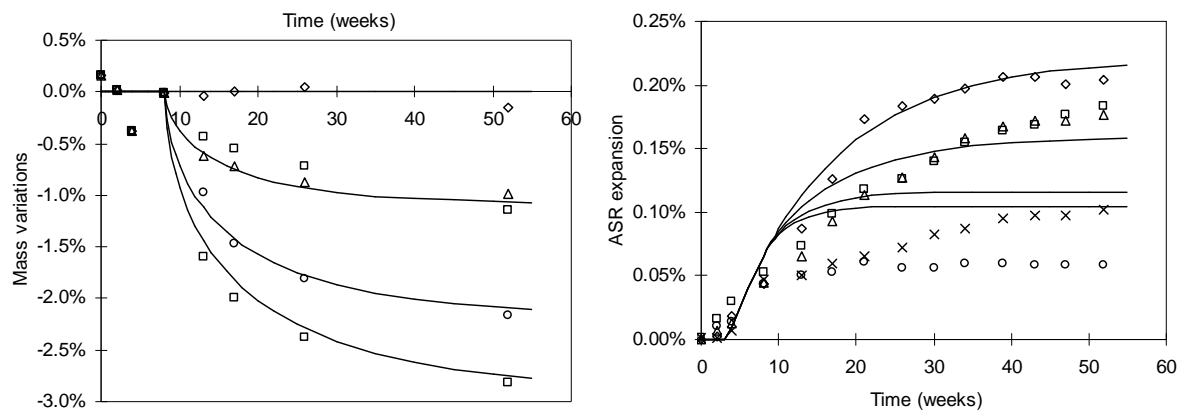 Time (weeks)
0.5%
0.0%
-0.5%
-1.0%
-1.5%
-2.0%
-2.5%
-3.0%
0 10 20 30 40 50 60
Mass variations
0.25%
0.20%
0.15%
0.10%
0.05%
0.00%
0 10 20 30 40 50 60
ASR expansion
Time (weeks)